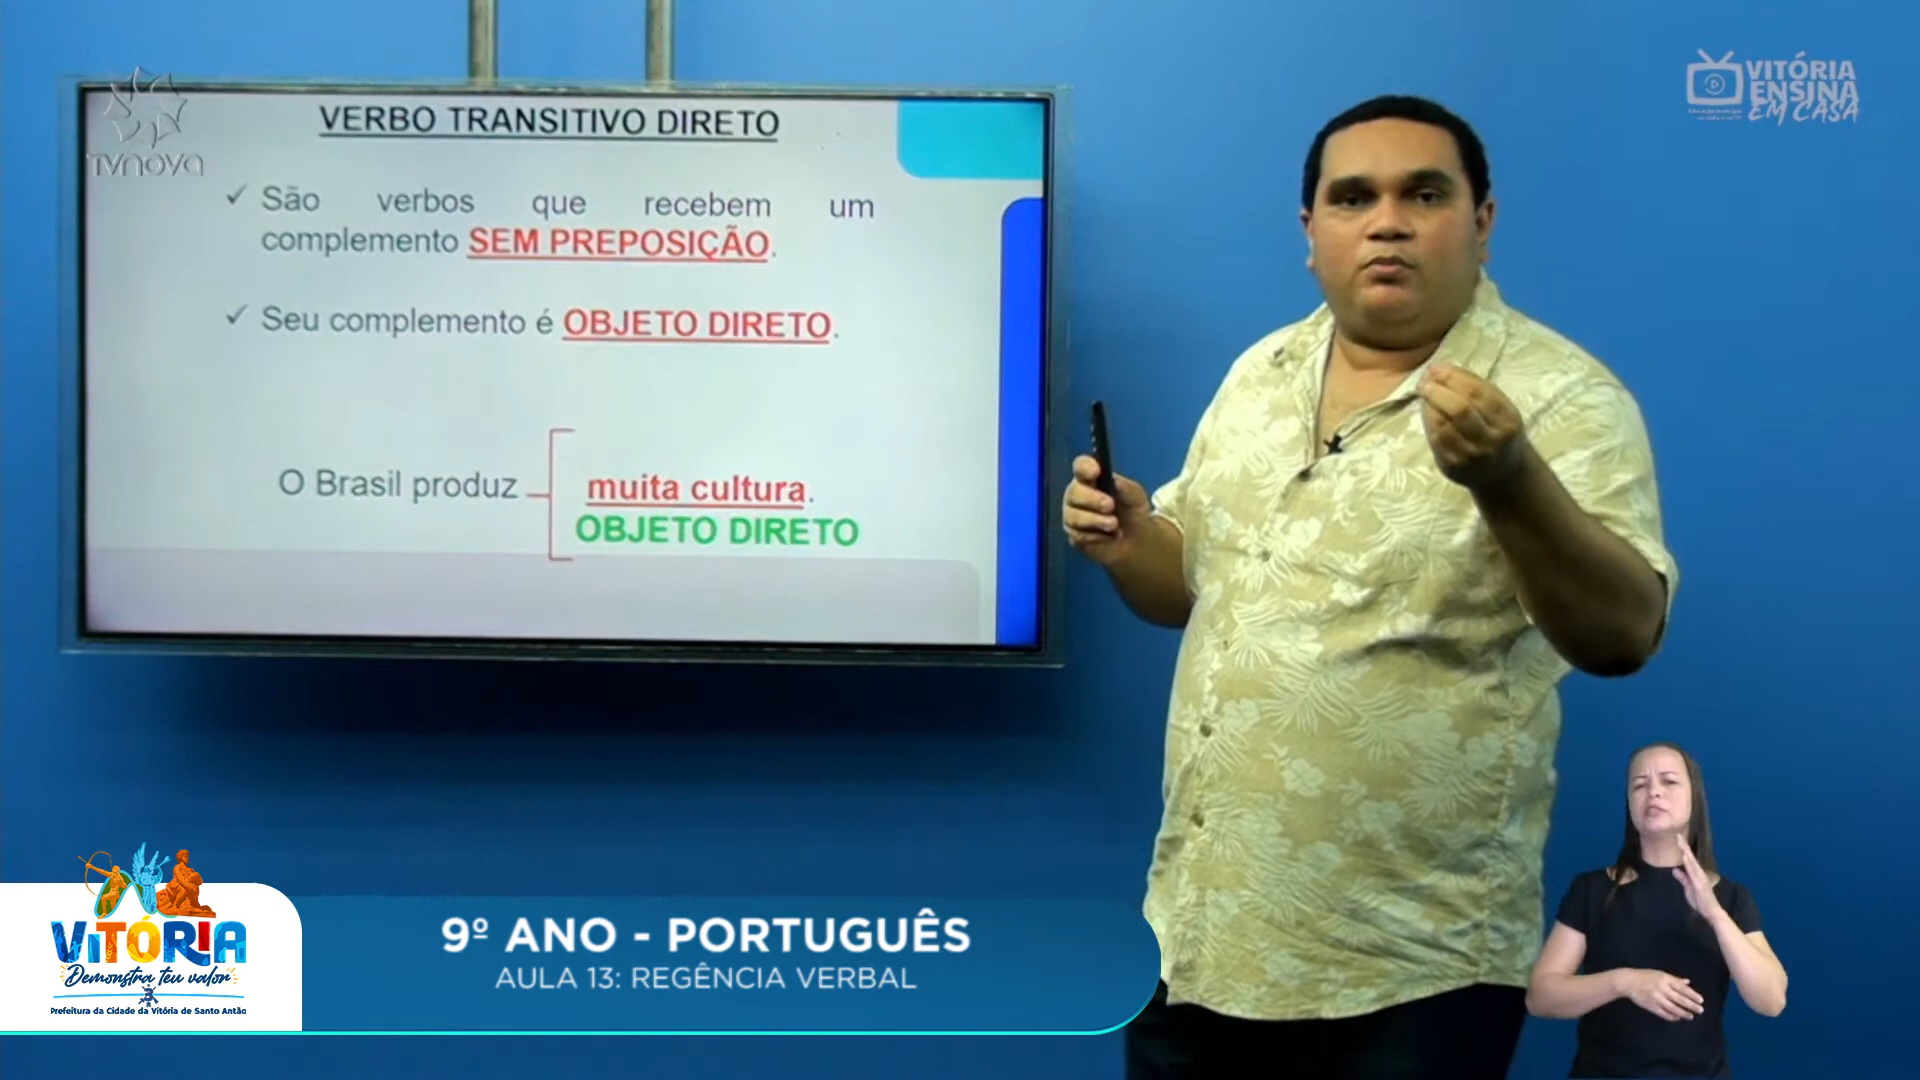 VERBO TRANSITIVO DIRETO
TVNOVA
✓ São verbos que recebem um
complemento SEM PREPOSIÇÃO.
✓ Seu complemento é OBJETO DIRETO.
O Brasil produz
muita cultura.
OBJETO DIRETO
VITÓRIA
ENSINA
EM CASA
VITÓRIA
Demonstra teu valor
Prefeitura da Cidade da Vitória de Santo Antão
9º ANO - PORTUGUÊS
AULA 13: REGÊNCIA VERBAL